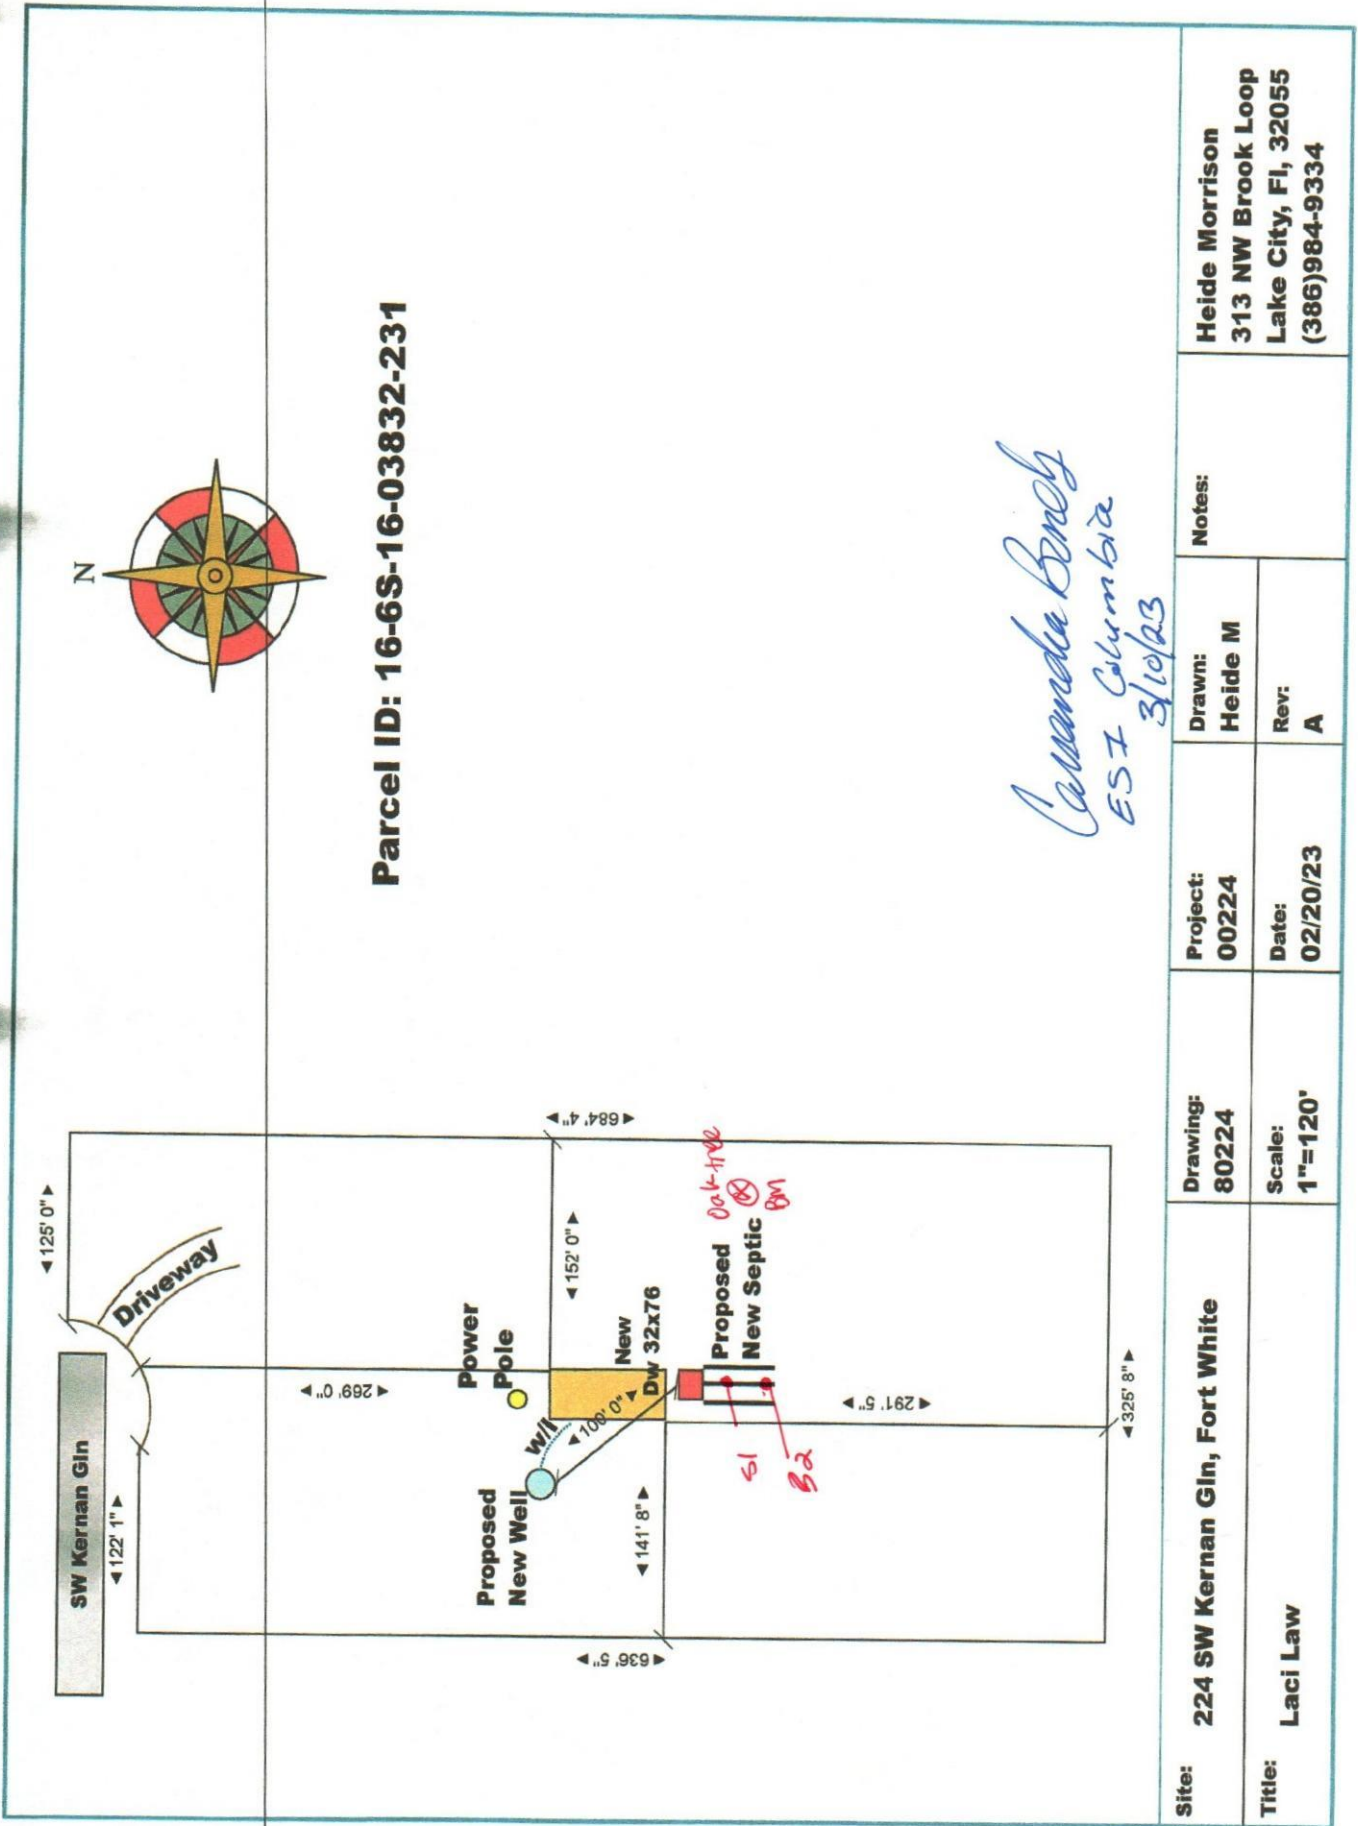 N
SW Kernan Gln
◄122' 1"►
◄125' 0"►
Driveway
Parcel ID: 16-6S-16-03832-231
◄269' 0"►
Power
Pole
Proposed
New Well
w/l
◄100' 0"►
◄152' 0"►
◄684' 4"►
New
Dw 32x76
◄141' 8"►
◄636' 5"►
Proposed
New Septic
Oak tree
BM
S1
B2
◄291' 5"►
◄325' 8"►
ESI Columbia
3/10/23
Site:
224 SW Kernan Gln, Fort White
Title:
Laci Law
Drawing:
80224
Scale:
1"=120'
Project:
00224
Date:
02/20/23
Drawn:
Heide M
Rev:
A
Notes:
Heide Morrison
313 NW Brook Loop
Lake City, Fl, 32055
(386)984-9334